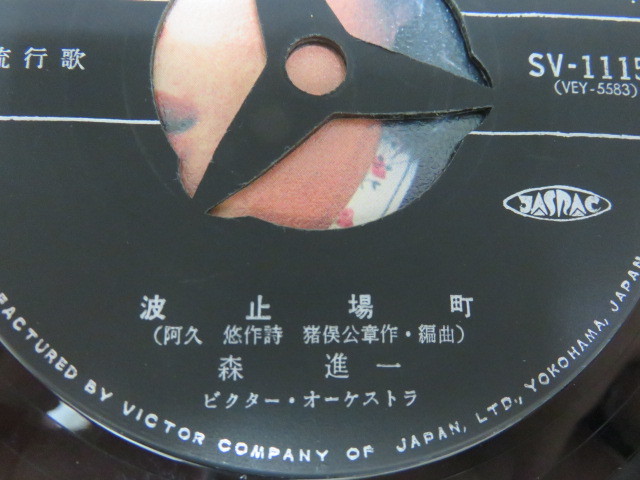 流行歌
SV-1115
(VEY-5583)
JASRAC
波止場町
(阿久 悠作詩 猪俣公章作・編曲)
森進一
ビクター・オーケストラ
FACTURED BY VICTOR COMPANY OF JAPAN, LTD., YOKOHAMA, JAPAN